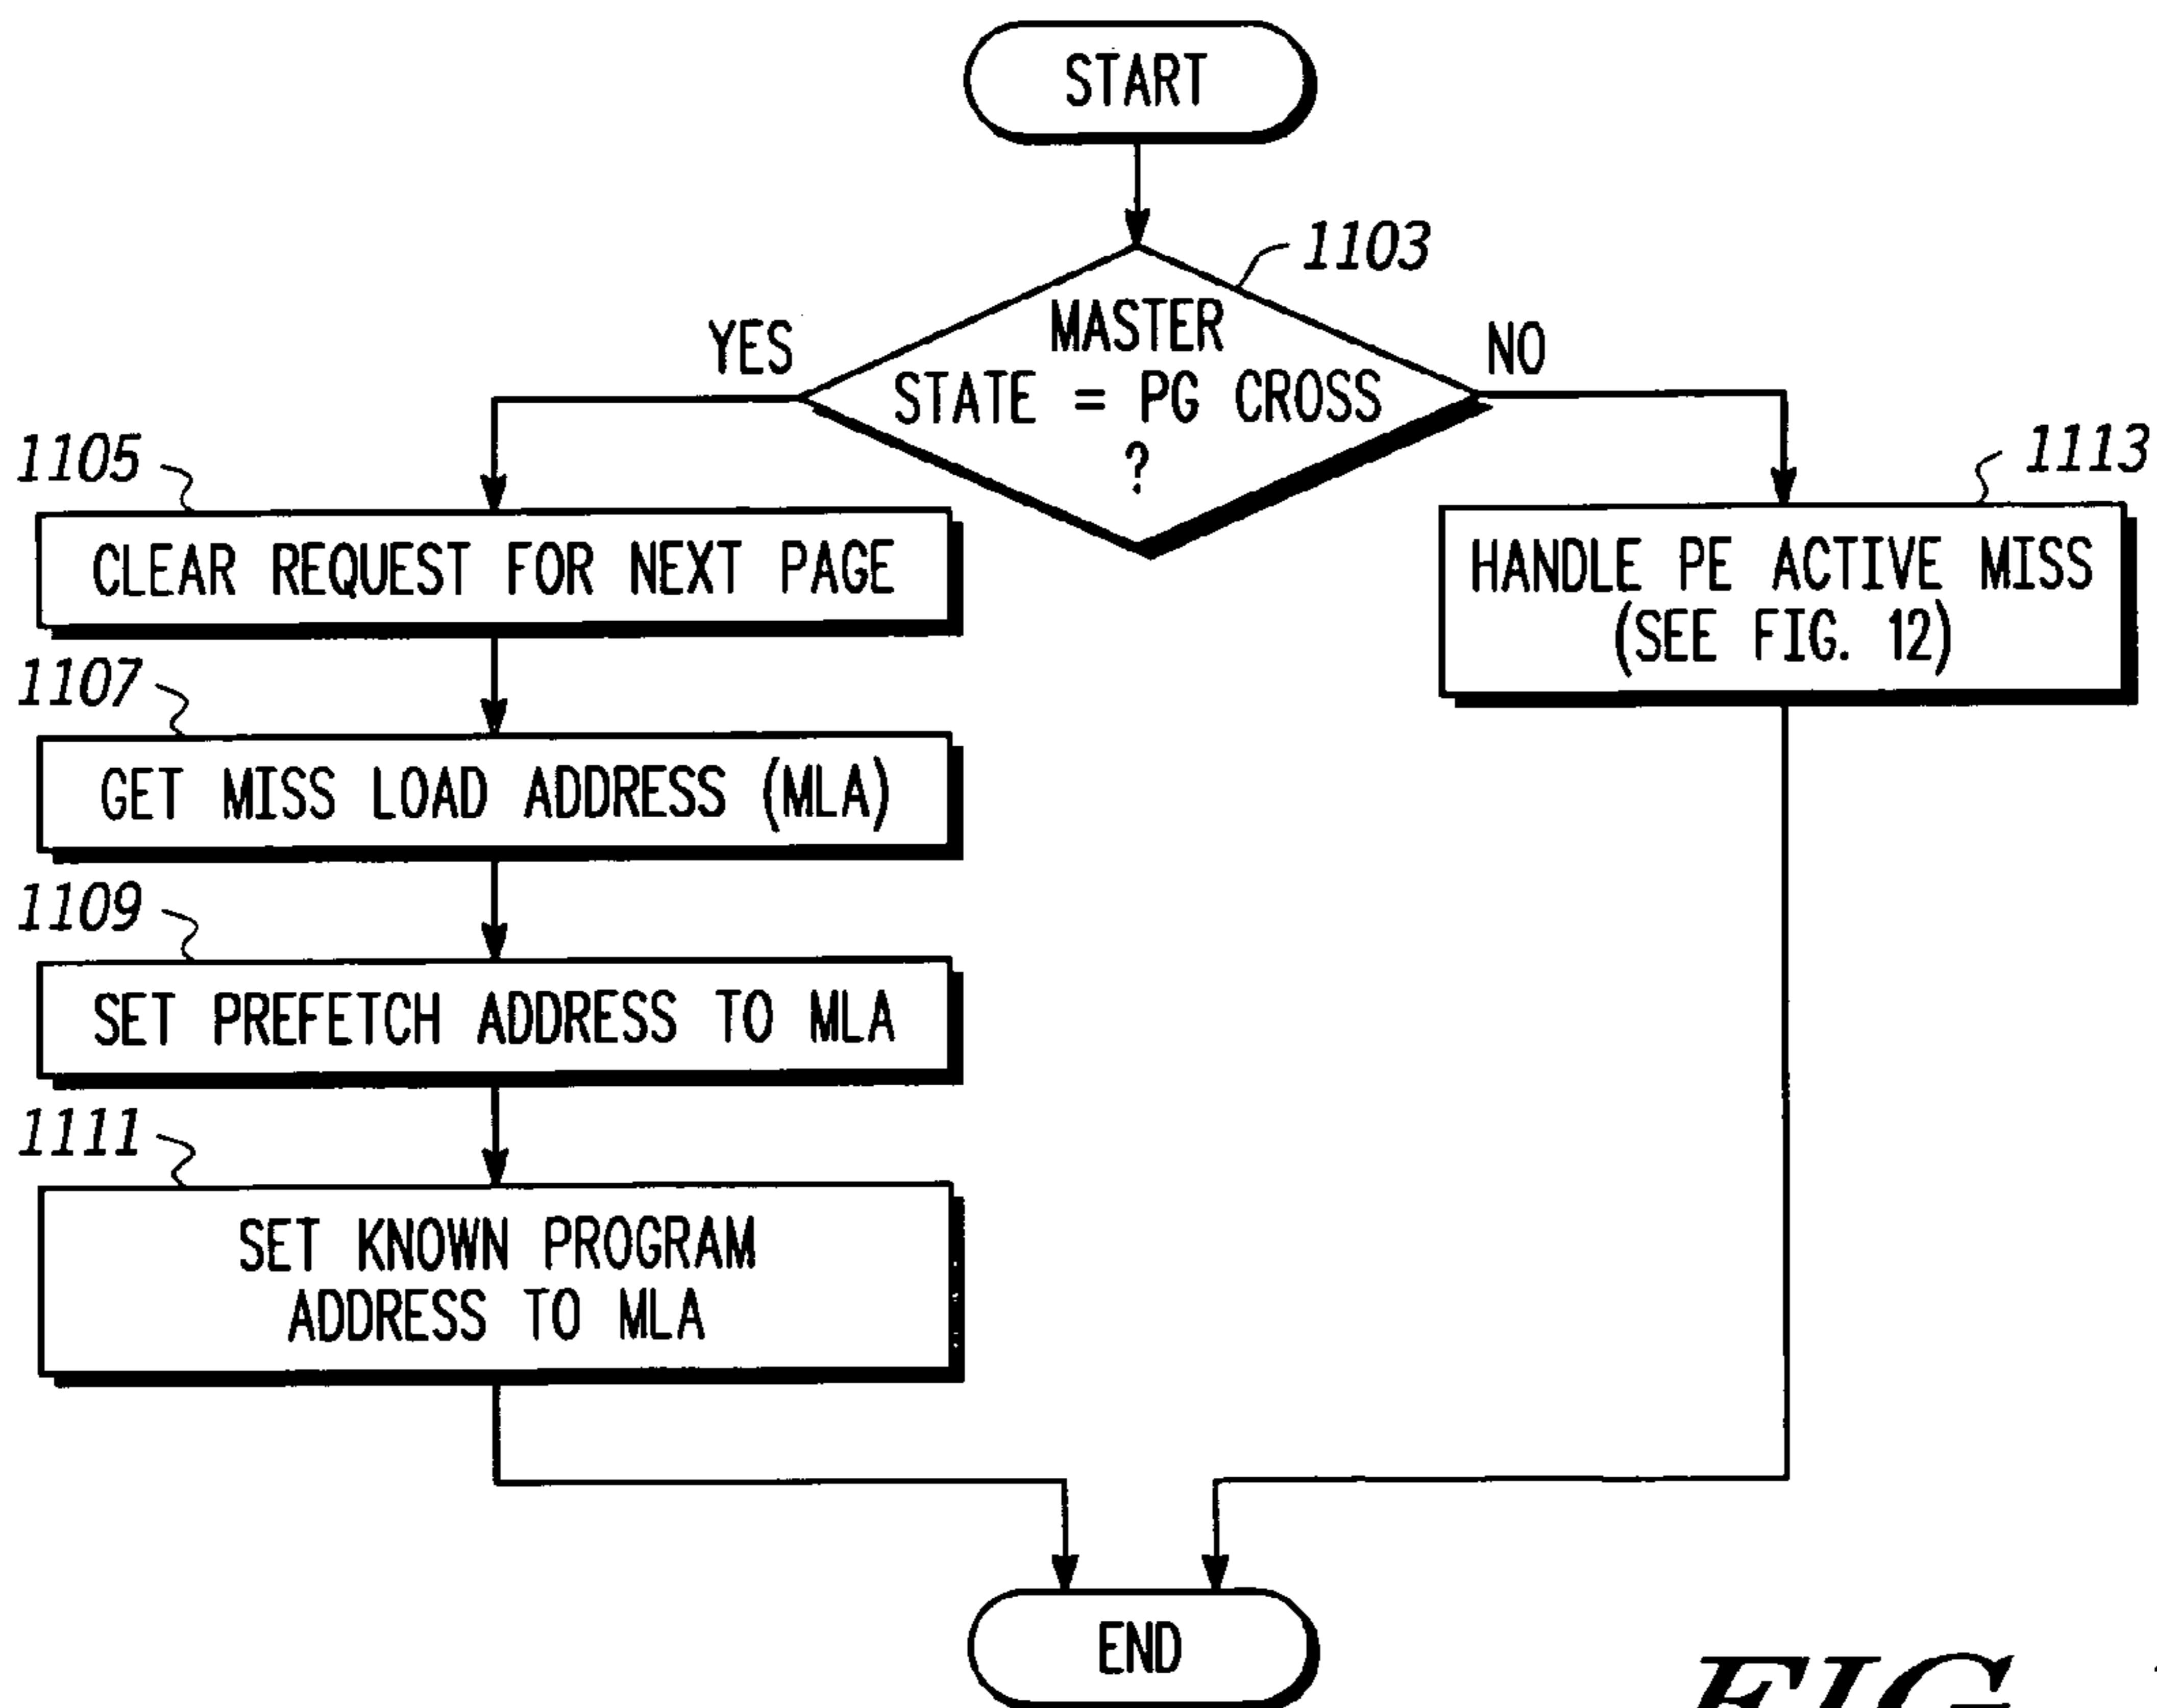 START
1103
MASTER
STATE = PG CROSS
?
YES
NO
1105
CLEAR REQUEST FOR NEXT PAGE
1113
HANDLE PE ACTIVE MISS
(SEE FIG. 12)
1107
GET MISS LOAD ADDRESS (MLA)
1109
SET PREFETCH ADDRESS TO MLA
1111
SET KNOWN PROGRAM
ADDRESS TO MLA
END
FIG